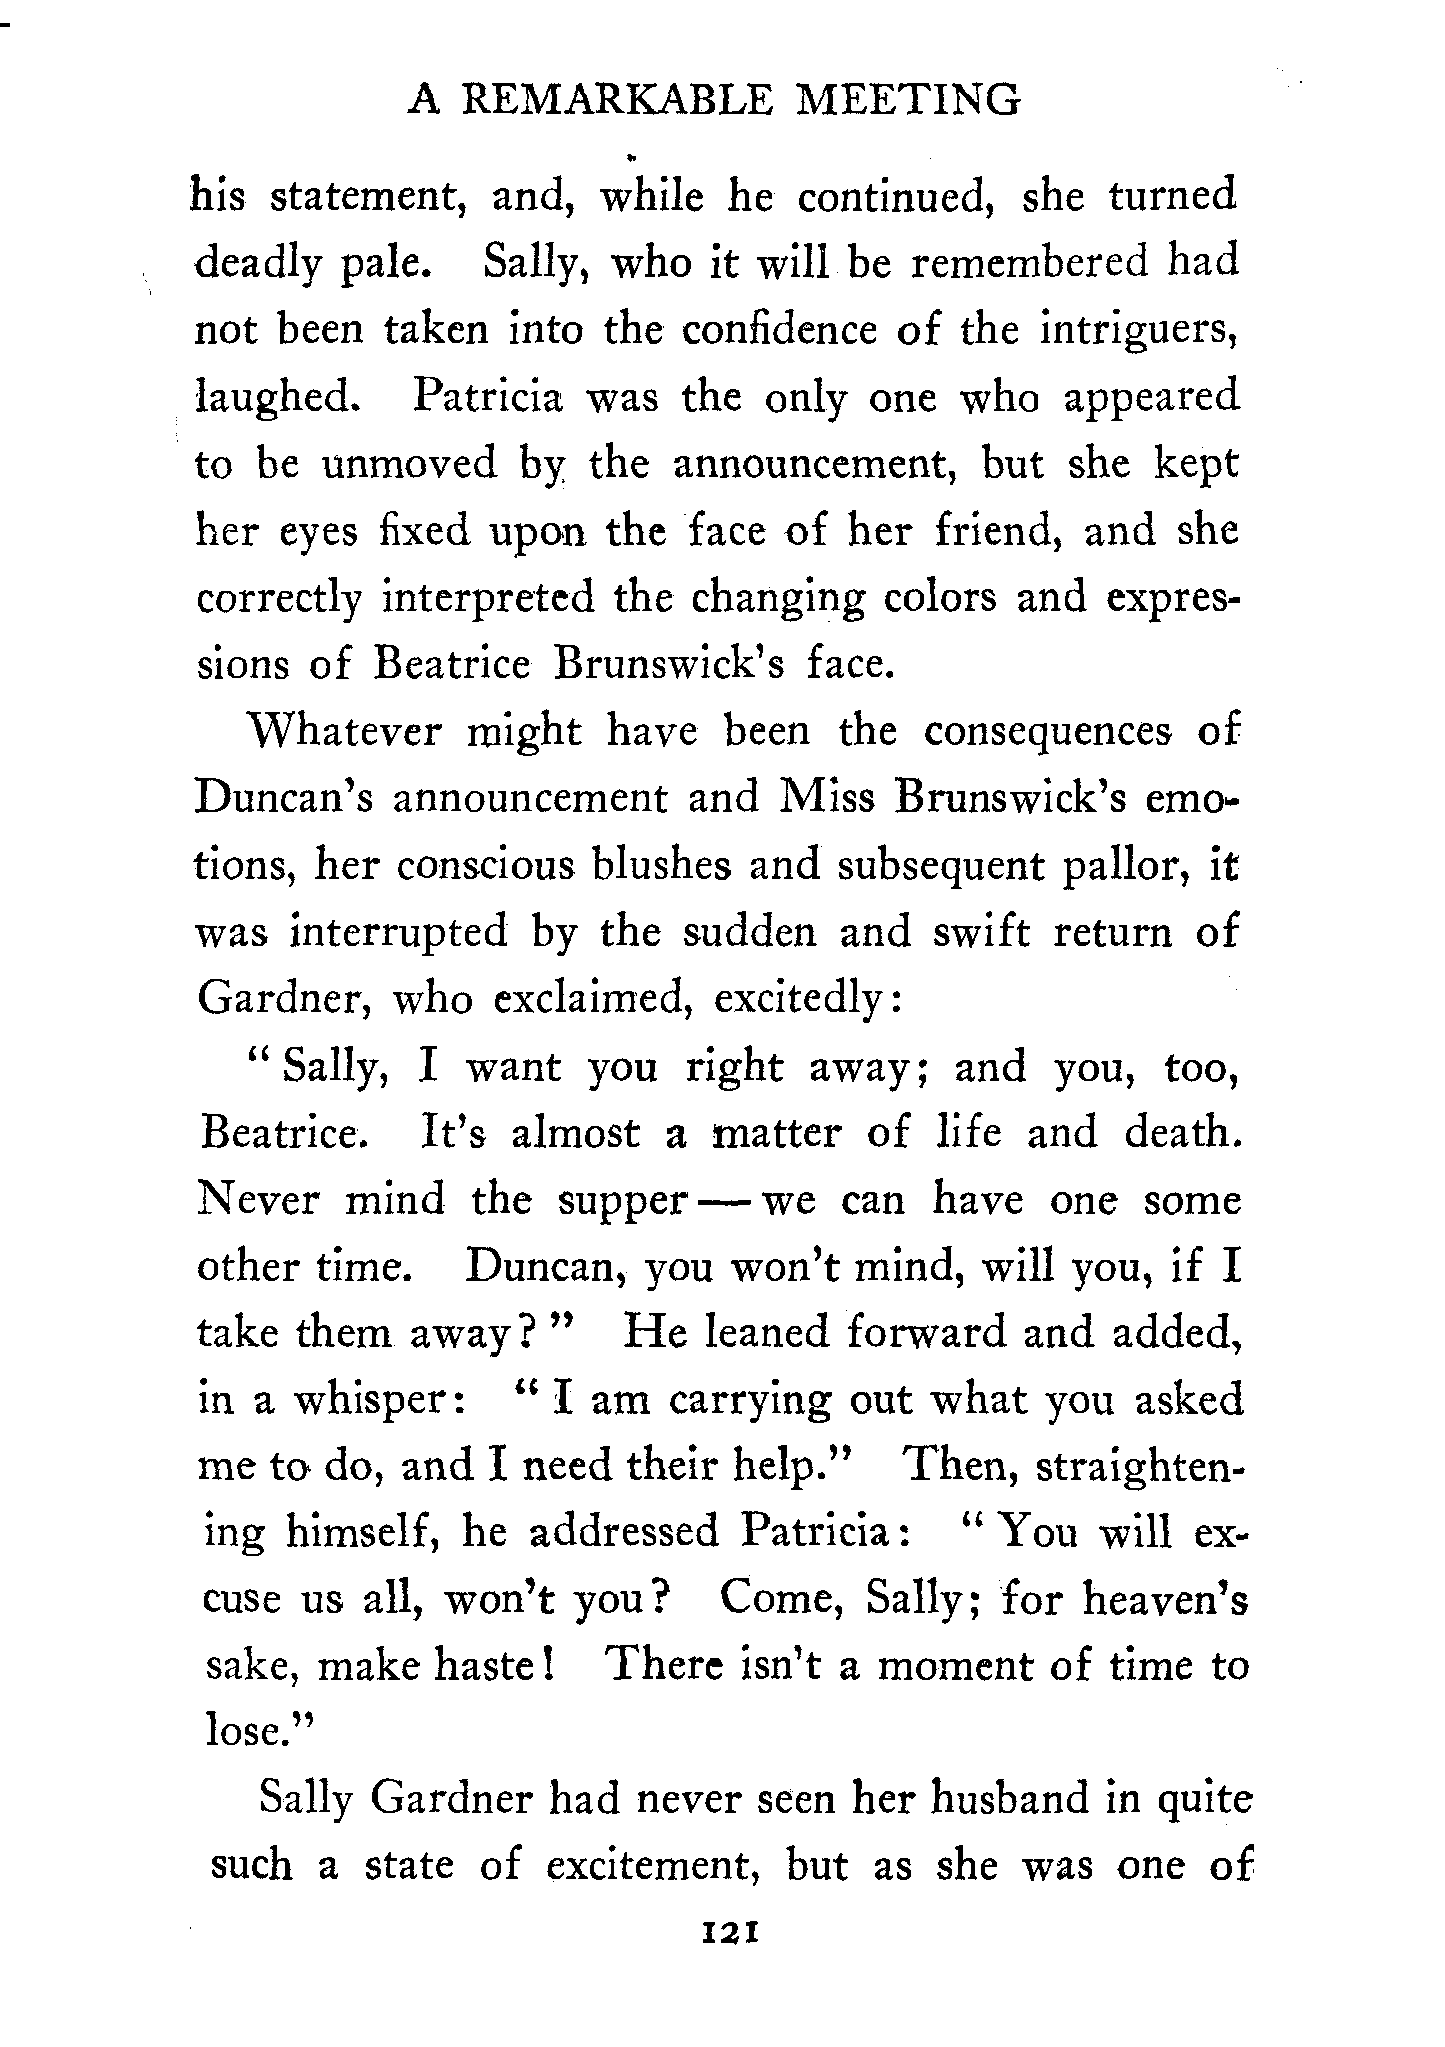 A REMARKABLE MEETING
his statement, and, while he continued, she turned
deadly pale. Sally, who it will be remembered had
not been taken into the confidence of the intriguers,
laughed. Patricia was the only one who appeared
to be unmoved by the announcement, but she kept
her eyes fixed upon the face of her friend, and she
correctly interpreted the changing colors and expres-
sions of Beatrice Brunswick's face.
Whatever might have been the consequences of
Duncan's announcement and Miss Brunswick's emo-
tions, her conscious blushes and subsequent pallor, it
was interrupted by the sudden and swift return of
Gardner, who exclaimed, excitedly:
"Sally, I want you right away; and you, too,
Beatrice. It's almost a matter of life and death.
Never mind the supper—we can have one some
other time. Duncan, you won't mind, will you, if I
take them away?" He leaned forward and added,
in a whisper: "I am carrying out what you asked
me to do, and I need their help." Then, straighten-
ing himself, he addressed Patricia: "You will ex-
cuse us all, won't you? Come, Sally; for heaven's
sake, make haste! There isn't a moment of time to
lose."
Sally Gardner had never seen her husband in quite
such a state of excitement, but as she was one of
121